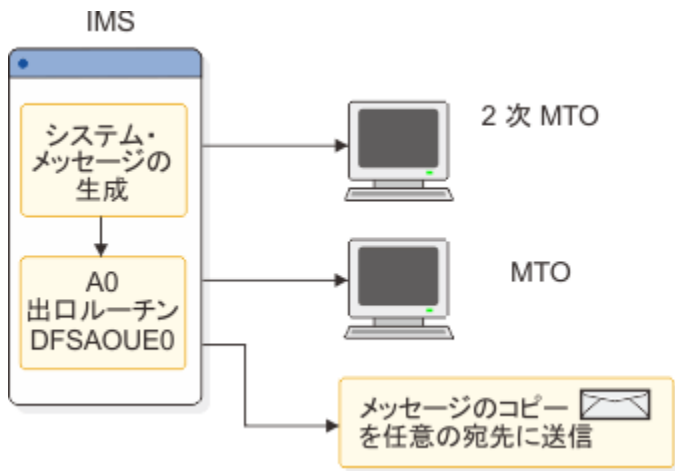 IMS
システム・
メッセージの
生成
A0
出口ルーチン
DFSAOUE0
2 次 MTO
MTO
メッセージのコピー
を任意の宛先に送信